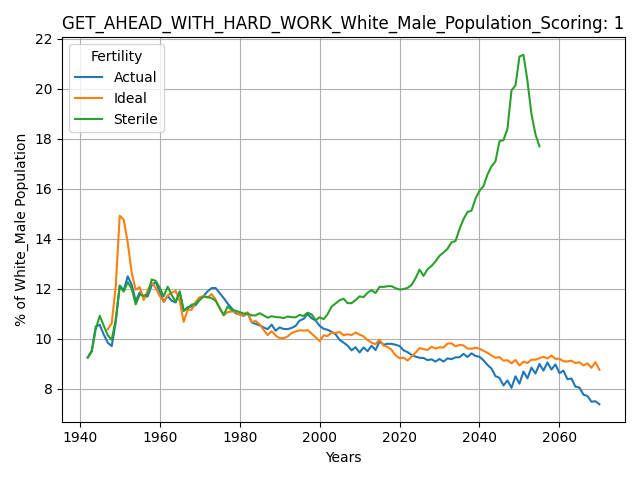 GET_AHEAD_WITH_HARD_WORK_White_Male_Population_Scoring: 1
% of White_Male Population
22
20
18
16
14
12
10
8
Fertility
Actual
Ideal
Sterile
1940 1960 1980 2000 2020 2040 2060
Years